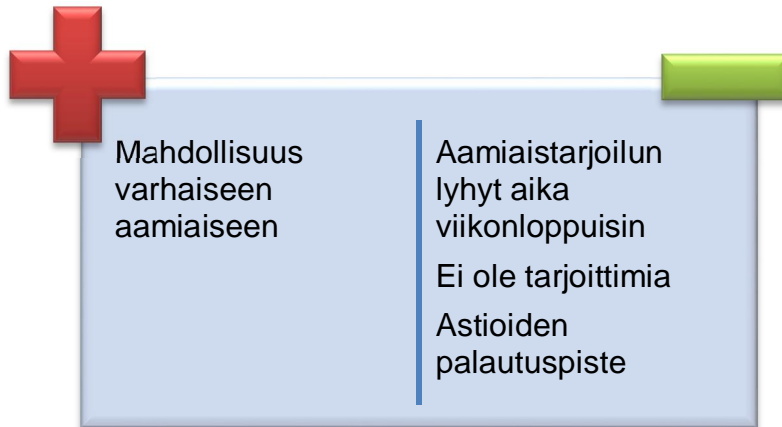 Mahdollisuus
varhaiseen
aamiaiseen
Aamiaistarjoilun
lyhyt aika
viikonloppuisin
Ei ole tarjoittimia
Astioiden
palautuspiste